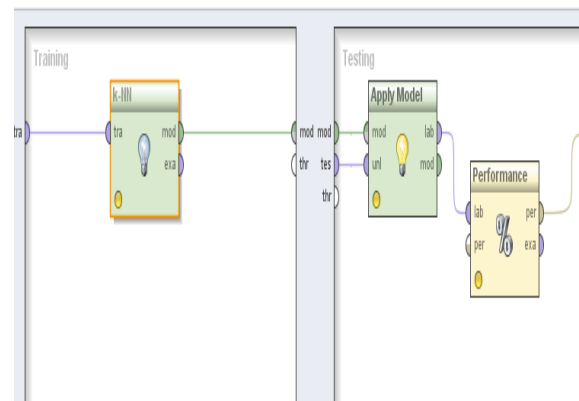 Training
Testing
k-NN
tra
tra
mod
exa
mod
thr
mod
tes
thr
Apply Model
mod
unl
lab
mod
Performance
lab
per
%
per
exa